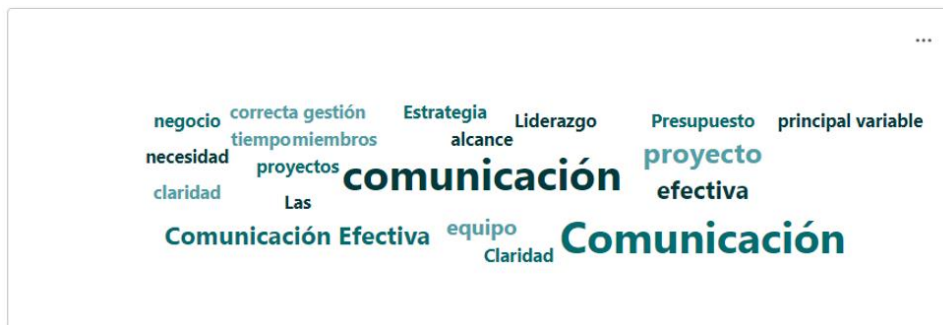 ...
negocio correcta gestión Estrategia Liderazgo Presupuesto principal variable
tiempo miembros alcance
necesidad proyectos comunicación proyecto
claridad Las efectiva
Comunicación Efectiva equipo Comunicación
Claridad